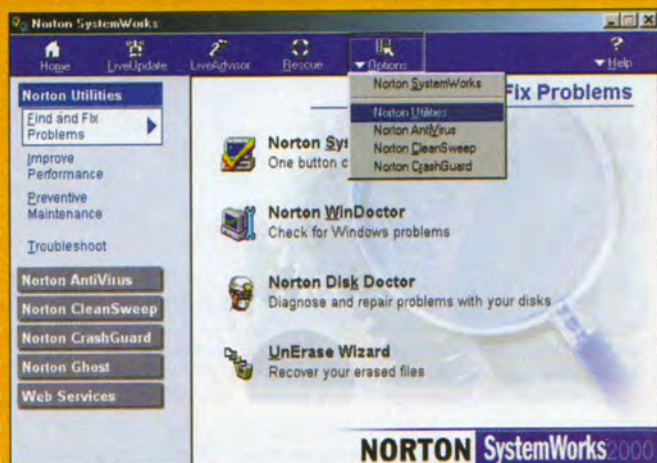 Norton SystemWorks
Home LiveUpdate LiveAdvisor Rescue Options Help
Norton Utilities
Find and Fix
Problems
Improve
Performance
Preventive
Maintenance
Troubleshoot
Norton AntiVirus
Norton CleanSweep
Norton CrashGuard
Norton Ghost
Web Services
Norton SystemWorks
Norton Utilities
Norton AntiVirus
Norton CleanSweep
Norton CrashGuard
Fix Problems
Norton
One button
Norton WinDoctor
Check for Windows problems
Norton Disk Doctor
Diagnose and repair problems with your disks
UnErase Wizard
Recover your erased files
NORTON SystemWorks 2000